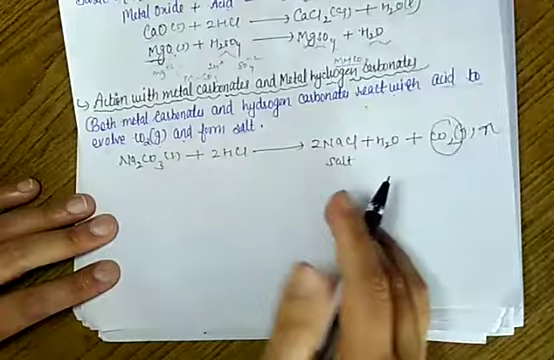 Metal Oxide + Acid
CaO(s) + 2HCl ⟶ CaCl₂(aq) + H₂O(l)
MgO(s) + H₂SO₄ ⟶ MgSO₄ + H₂O
↳ Action with metal carbonates and Metal hydrogen carbonates
(Both metal carbonates and hydrogen carbonates react with acid to
evolve CO₂(g) and form salt.
Na₂CO₃(s) + 2HCl ⟶ 2NaCl + H₂O + CO₂(g)↑
salt